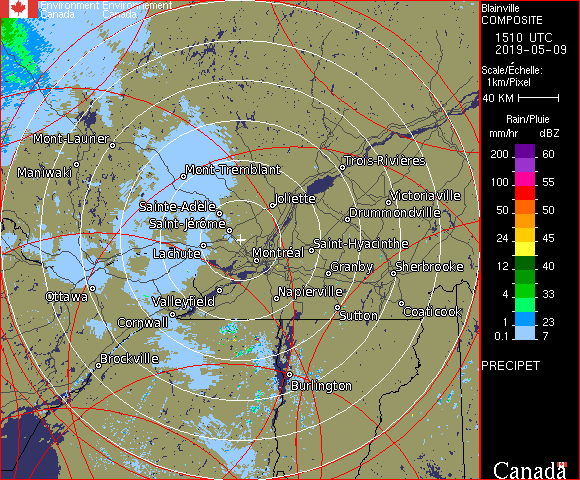 Environment Environnement
Canada Canada
Blainville
COMPOSITE
1510 UTC
2019-05-09
Scale/Échelle:
1km/Pixel
40 KM
Rain/Pluie
mm/hr dBZ
200 60
100 55
50 50
24 45
12 40
4 33
1 23
0.1 7
PRECIPET
Canada
Mont-Laurier
Maniwaki
Mont-Tremblant
Trois-Rivières
Sainte-Adèle
Joliette
Victoriaville
Drummondville
Saint-Jérôme
Saint-Hyacinthe
Lachute
Montréal
Granby
Sherbrooke
Ottawa
Valleyfield
Napierville
Cornwall
Sutton
Coaticook
Brockville
Burlington